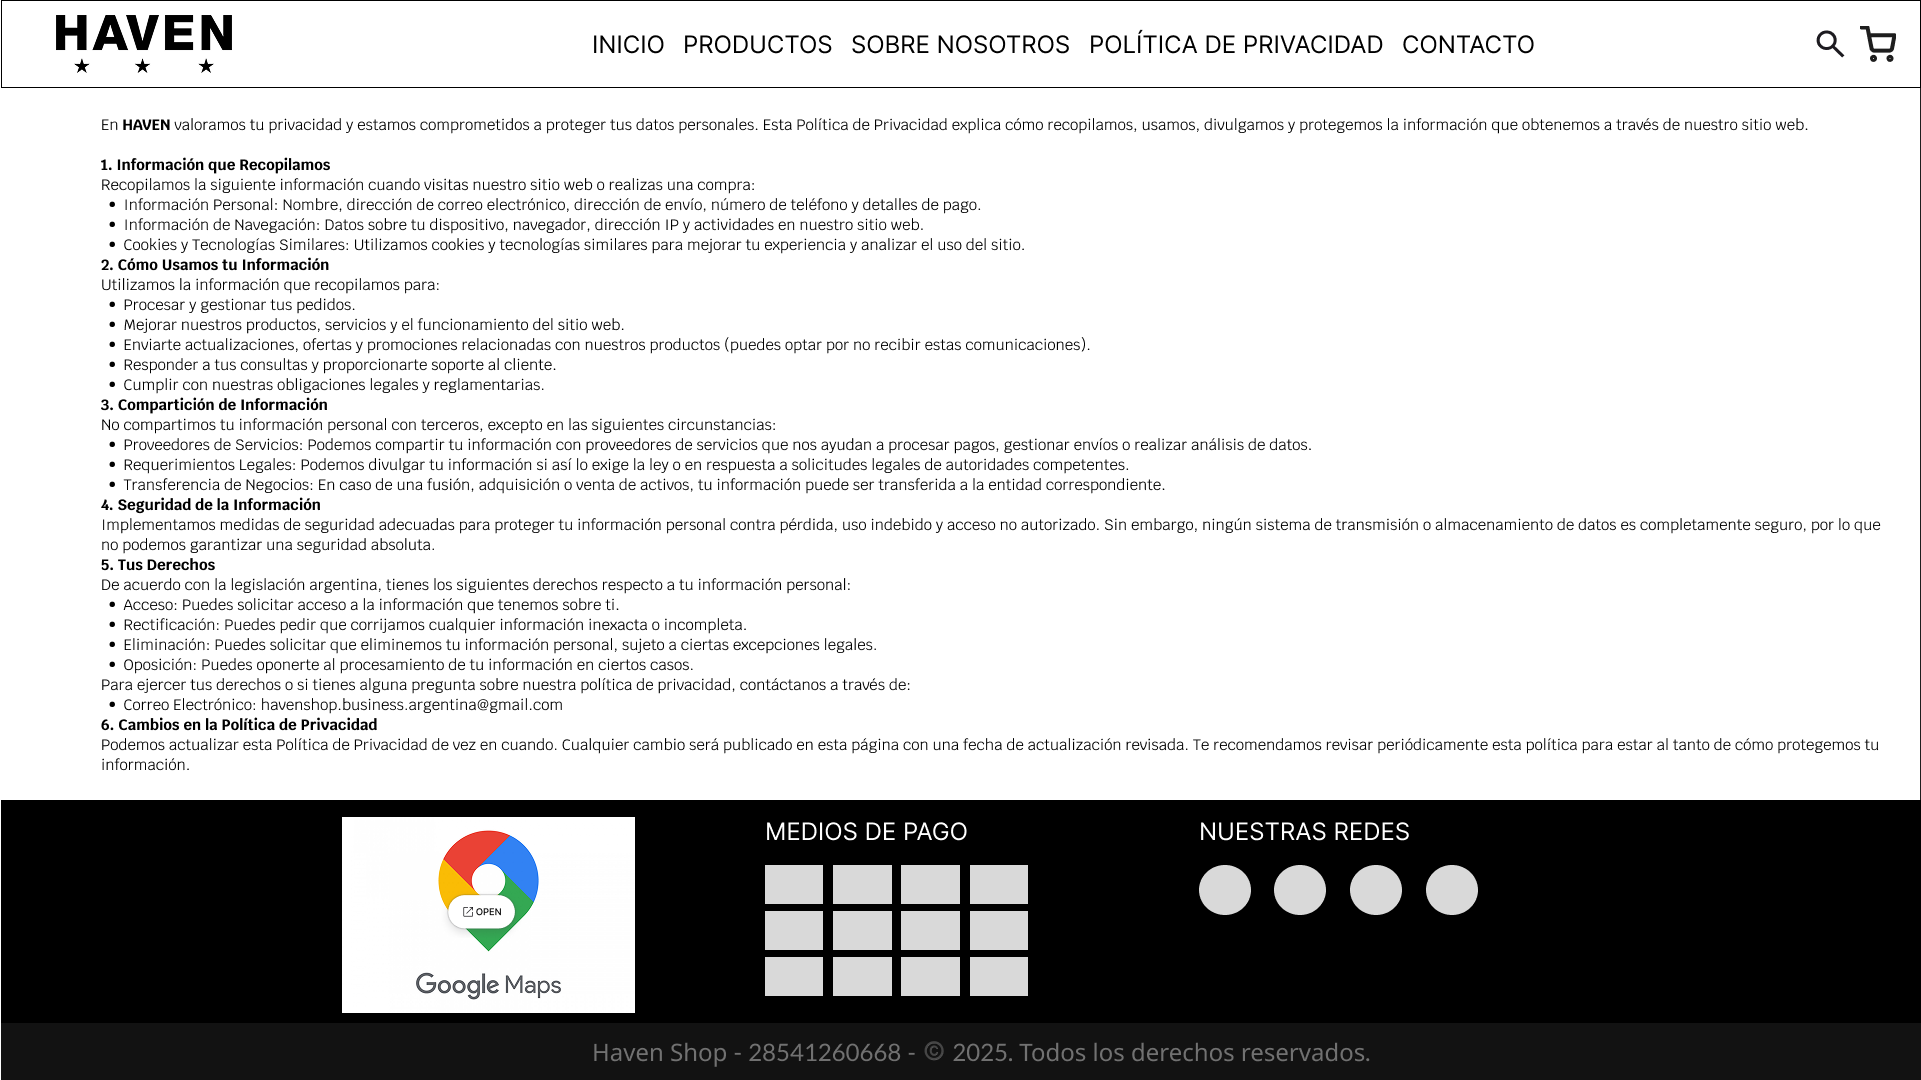 HAVEN
INICIO PRODUCTOS SOBRE NOSOTROS POLÍTICA DE PRIVACIDAD CONTACTO
En HAVEN valoramos tu privacidad y estamos comprometidos a proteger tus datos personales. Esta Política de Privacidad explica cómo recopilamos, usamos, divulgamos y protegemos la información que obtenemos a través de nuestro sitio web.
1. Información que Recopilamos
Recopilamos la siguiente información cuando visitas nuestro sitio web o realizas una compra:
• Información Personal: Nombre, dirección de correo electrónico, dirección de envío, número de teléfono y detalles de pago.
• Información de Navegación: Datos sobre tu dispositivo, navegador, dirección IP y actividades en nuestro sitio web.
• Cookies y Tecnologías Similares: Utilizamos cookies y tecnologías similares para mejorar tu experiencia y analizar el uso del sitio.
2. Cómo Usamos tu Información
Utilizamos la información que recopilamos para:
• Procesar y gestionar tus pedidos.
• Mejorar nuestros productos, servicios y el funcionamiento del sitio web.
• Enviarte actualizaciones, ofertas y promociones relacionadas con nuestros productos (puedes optar por no recibir estas comunicaciones).
• Responder a tus consultas y proporcionarte soporte al cliente.
• Cumplir con nuestras obligaciones legales y reglamentarias.
3. Compartición de Información
No compartimos tu información personal con terceros, excepto en las siguientes circunstancias:
• Proveedores de Servicios: Podemos compartir tu información con proveedores de servicios que nos ayudan a procesar pagos, gestionar envíos o realizar análisis de datos.
• Requerimientos Legales: Podemos divulgar tu información si así lo exige la ley o en respuesta a solicitudes legales de autoridades competentes.
• Transferencia de Negocios: En caso de una fusión, adquisición o venta de activos, tu información puede ser transferida a la entidad correspondiente.
4. Seguridad de la Información
Implementamos medidas de seguridad adecuadas para proteger tu información personal contra pérdida, uso indebido y acceso no autorizado. Sin embargo, ningún sistema de transmisión o almacenamiento de datos es completamente seguro, por lo que
no podemos garantizar una seguridad absoluta.
5. Tus Derechos
De acuerdo con la legislación argentina, tienes los siguientes derechos respecto a tu información personal:
• Acceso: Puedes solicitar acceso a la información que tenemos sobre ti.
• Rectificación: Puedes pedir que corrijamos cualquier información inexacta o incompleta.
• Eliminación: Puedes solicitar que eliminemos tu información personal, sujeto a ciertas excepciones legales.
• Oposición: Puedes oponerte al procesamiento de tu información en ciertos casos.
Para ejercer tus derechos o si tienes alguna pregunta sobre nuestra política de privacidad, contáctanos a través de:
• Correo Electrónico: havenshop.business.argentina@gmail.com
6. Cambios en la Política de Privacidad
Podemos actualizar esta Política de Privacidad de vez en cuando. Cualquier cambio será publicado en esta página con una fecha de actualización revisada. Te recomendamos revisar periódicamente esta política para estar al tanto de cómo protegemos tu
información.
OPEN
Google Maps
MEDIOS DE PAGO
NUESTRAS REDES
Haven Shop - 28541260668 - © 2025. Todos los derechos reservados.